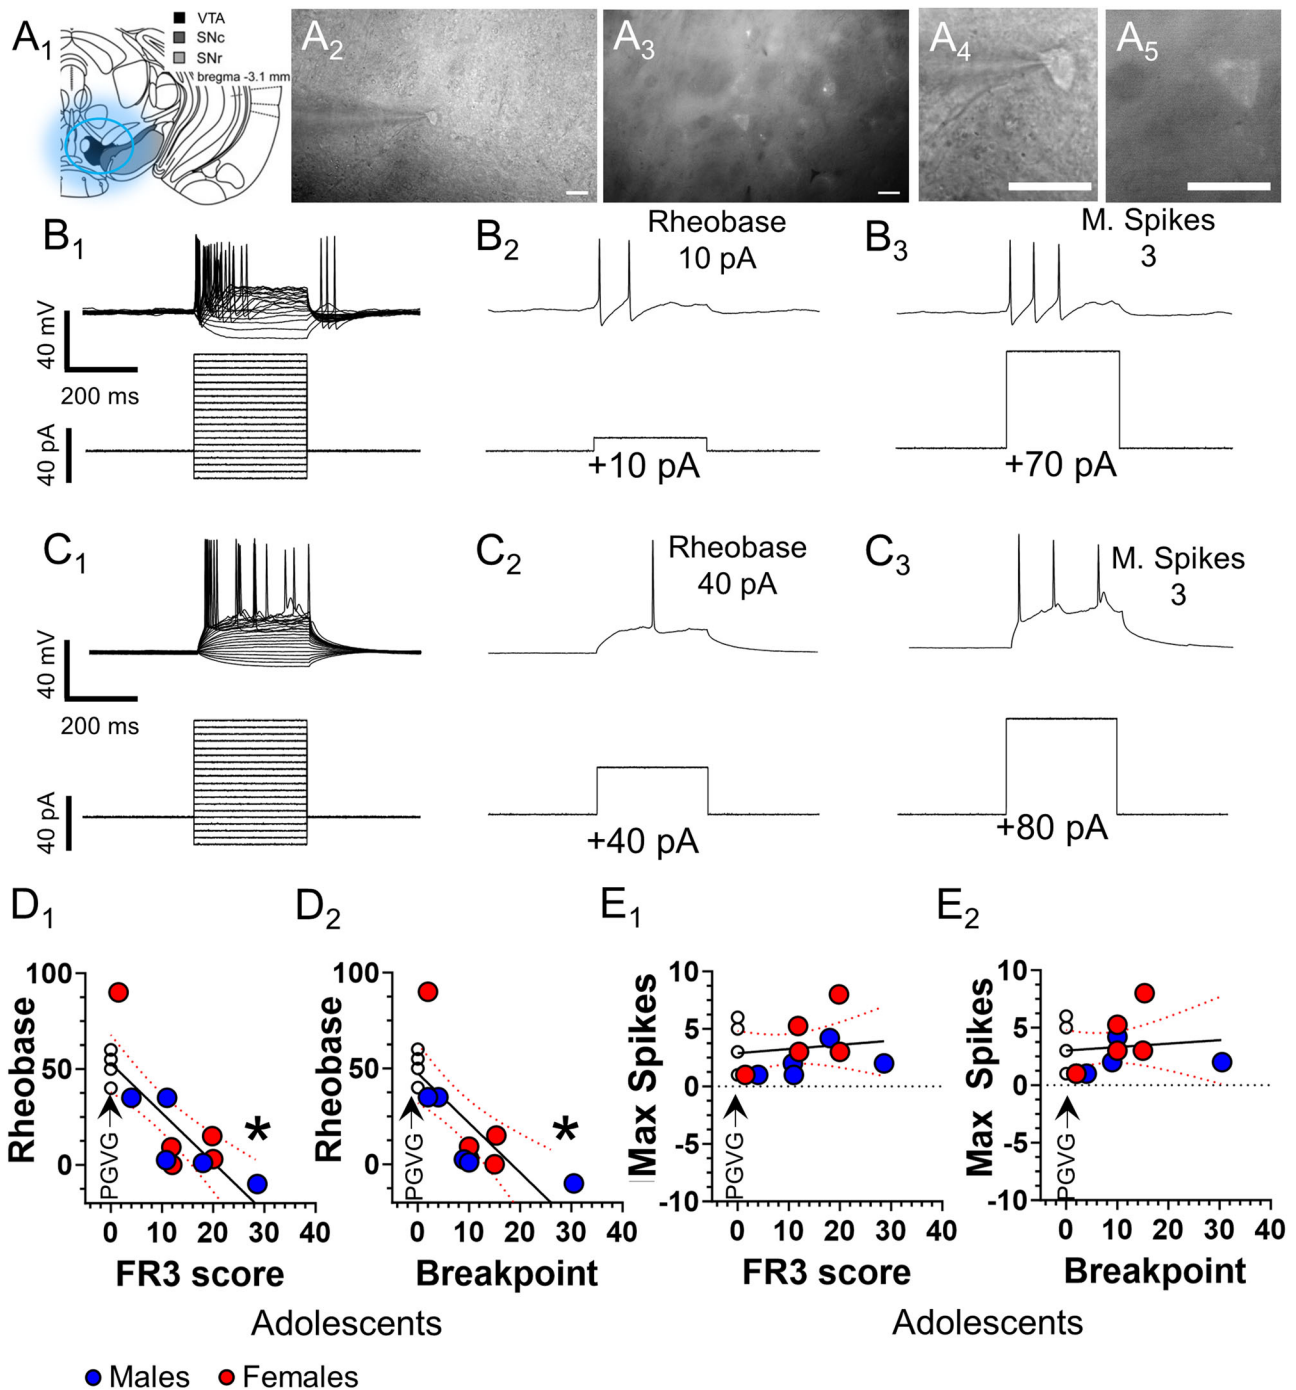 A1
VTA
SNc
SNr
bregma -3.1 mm
A2
A3
A4
A5
B1
40 mV
200 ms
40 pA
B2
Rheobase
10 pA
+10 pA
B3
M. Spikes
3
+70 pA
C1
40 mV
200 ms
40 pA
C2
Rheobase
40 pA
+40 pA
C3
M. Spikes
3
+80 pA
D1
Rheobase
100
50
0
PGVG
*
0 10 20 30 40
FR3 score
D2
Rheobase
100
50
0
PGVG
*
0 10 20 30 40
Breakpoint
Adolescents
E1
Max Spikes
10
5
0
-5
-10
PGVG
0 10 20 30 40
FR3 score
E2
Max Spikes
10
5
0
-5
-10
PGVG
0 10 20 30 40
Breakpoint
Adolescents
Males
Females